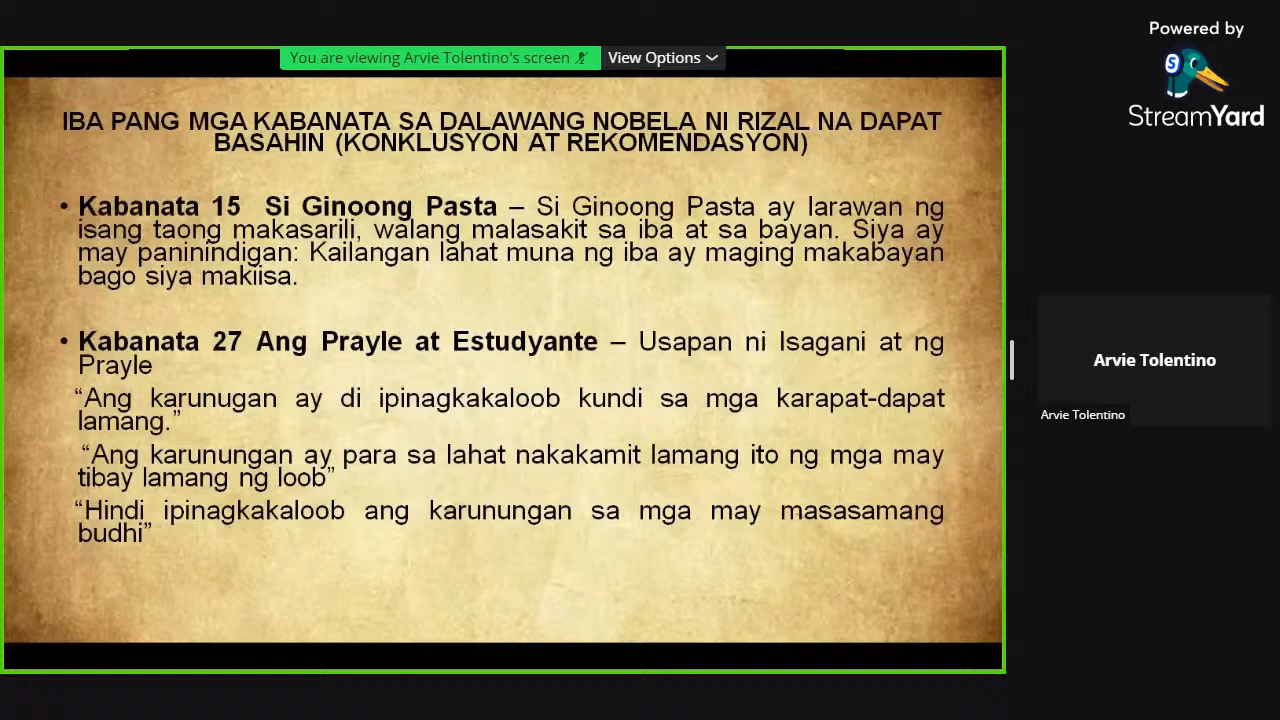 Powered by
StreamYard
You are viewing Arvie Tolentino's screen
View Options
IBA PANG MGA KABANATA SA DALAWANG NOBELA NI RIZAL NA DAPAT
BASAHIN (KONKLUSYON AT REKOMENDASYON)
• Kabanata 15 Si Ginoong Pasta – Si Ginoong Pasta ay larawan ng
isang taong makasarili, walang malasakit sa iba at sa bayan. Siya ay
may paninindigan: Kailangan lahat muna ng iba ay maging makabayan
bago siya makiisa.
• Kabanata 27 Ang Prayle at Estudyante – Usapan ni Isagani at ng
Prayle
“Ang karunugan ay di ipinagkakaloob kundi sa mga karapat-dapat
lamang.”
“Ang karunungan ay para sa lahat nakakamit lamang ito ng mga may
tibay lamang ng loob”
“Hindi ipinagkakaloob ang karunungan sa mga may masasamang
budhi”
Arvie Tolentino
Arvie Tolentino